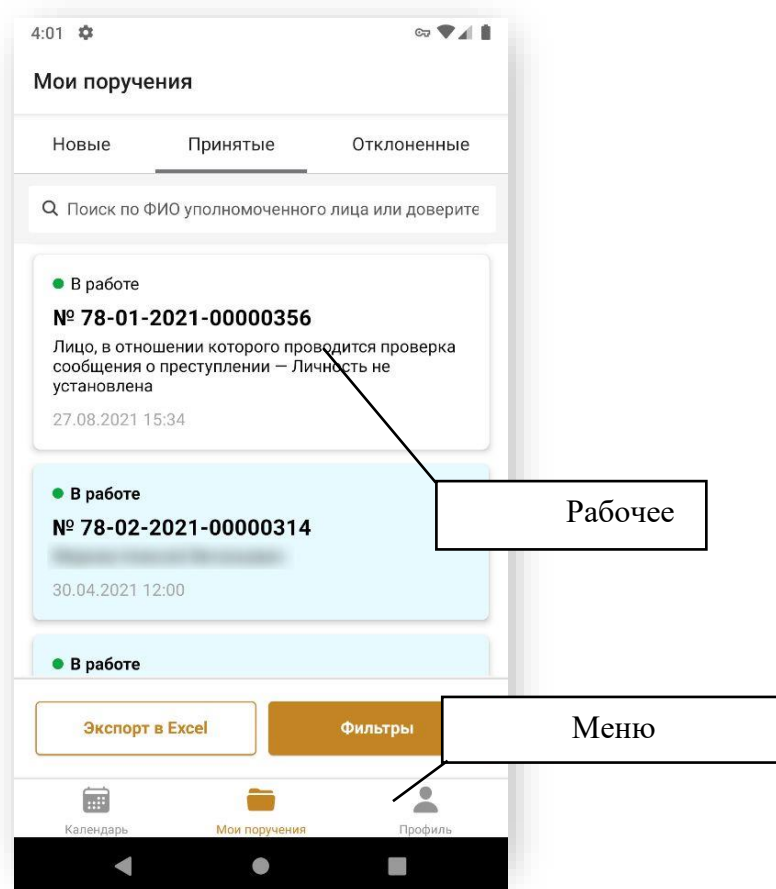 4:01
Мои поручения
Новые Принятые Отклоненные
Поиск по ФИО уполномоченного лица или доверите
В работе
№ 78-01-2021-00000356
Лицо, в отношении которого проводится проверка
сообщения о преступлении — Личность не
установлена
27.08.2021 15:34
В работе
№ 78-02-2021-00000314
30.04.2021 12:00
Рабочее
В работе
Экспорт в Excel Фильтры
Меню
Календарь Мои поручения Профиль